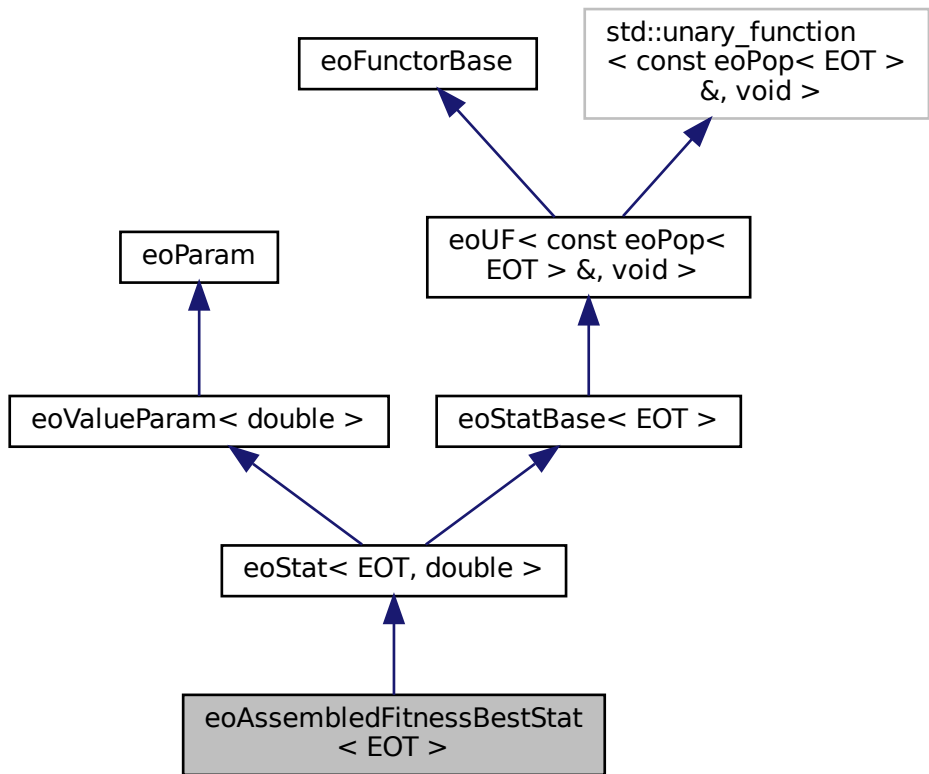 std::unary_function
< const eoPop< EOT >
&, void >
eoFunctorBase
eoUF< const eoPop<
EOT > &, void >
eoParam
eoValueParam< double >
eoStatBase< EOT >
eoStat< EOT, double >
eoAssembledFitnessBestStat
< EOT >